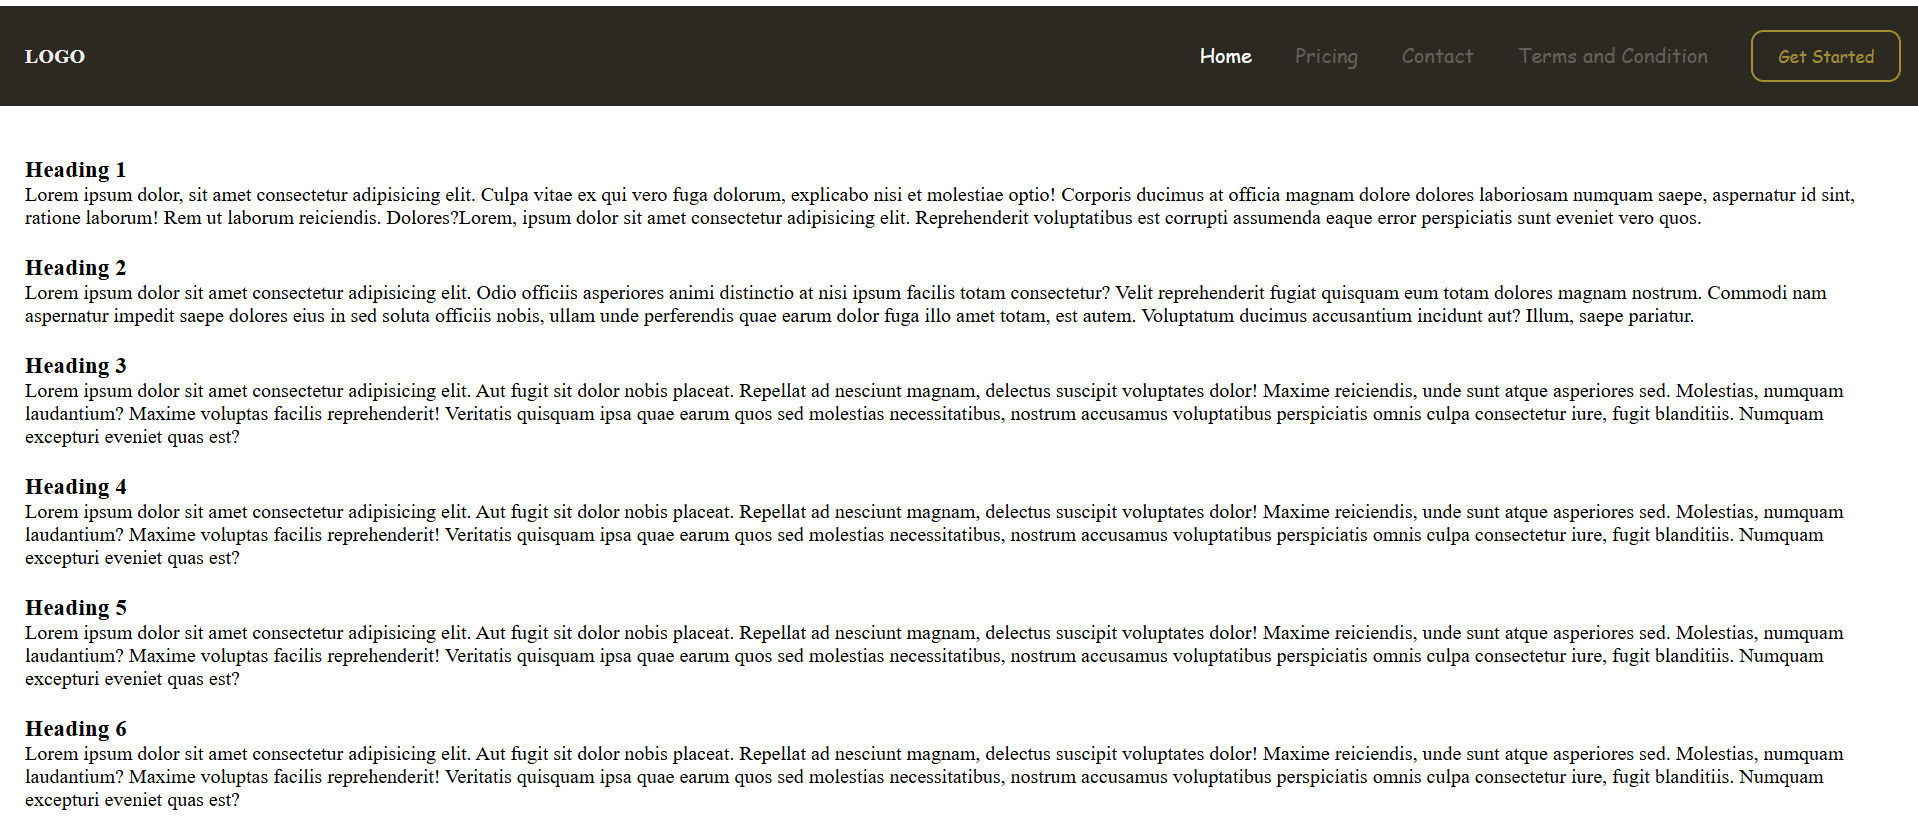 LOGO
Home Pricing Contact Terms and Condition Get Started
Heading 1
Lorem ipsum dolor, sit amet consectetur adipisicing elit. Culpa vitae ex qui vero fuga dolorum, explicabo nisi et molestiae optio! Corporis ducimus at officia magnam dolore dolores laboriosam numquam saepe, aspernatur id sint,
ratione laborum! Rem ut laborum reiciendis. Dolores?Lorem, ipsum dolor sit amet consectetur adipisicing elit. Reprehenderit voluptatibus est corrupti assumenda eaque error perspiciatis sunt eveniet vero quos.
Heading 2
Lorem ipsum dolor sit amet consectetur adipisicing elit. Odio officiis asperiores animi distinctio at nisi ipsum facilis totam consectetur? Velit reprehenderit fugiat quisquam eum totam dolores magnam nostrum. Commodi nam
aspernatur impedit saepe dolores eius in sed soluta officiis nobis, ullam unde perferendis quae earum dolor fuga illo amet totam, est autem. Voluptatum ducimus accusantium incidunt aut? Illum, saepe pariatur.
Heading 3
Lorem ipsum dolor sit amet consectetur adipisicing elit. Aut fugit sit dolor nobis placeat. Repellat ad nesciunt magnam, delectus suscipit voluptates dolor! Maxime reiciendis, unde sunt atque asperiores sed. Molestias, numquam
laudantium? Maxime voluptas facilis reprehenderit! Veritatis quisquam ipsa quae earum quos sed molestias necessitatibus, nostrum accusamus voluptatibus perspiciatis omnis culpa consectetur iure, fugit blanditiis. Numquam
excepturi eveniet quas est?
Heading 4
Lorem ipsum dolor sit amet consectetur adipisicing elit. Aut fugit sit dolor nobis placeat. Repellat ad nesciunt magnam, delectus suscipit voluptates dolor! Maxime reiciendis, unde sunt atque asperiores sed. Molestias, numquam
laudantium? Maxime voluptas facilis reprehenderit! Veritatis quisquam ipsa quae earum quos sed molestias necessitatibus, nostrum accusamus voluptatibus perspiciatis omnis culpa consectetur iure, fugit blanditiis. Numquam
excepturi eveniet quas est?
Heading 5
Lorem ipsum dolor sit amet consectetur adipisicing elit. Aut fugit sit dolor nobis placeat. Repellat ad nesciunt magnam, delectus suscipit voluptates dolor! Maxime reiciendis, unde sunt atque asperiores sed. Molestias, numquam
laudantium? Maxime voluptas facilis reprehenderit! Veritatis quisquam ipsa quae earum quos sed molestias necessitatibus, nostrum accusamus voluptatibus perspiciatis omnis culpa consectetur iure, fugit blanditiis. Numquam
excepturi eveniet quas est?
Heading 6
Lorem ipsum dolor sit amet consectetur adipisicing elit. Aut fugit sit dolor nobis placeat. Repellat ad nesciunt magnam, delectus suscipit voluptates dolor! Maxime reiciendis, unde sunt atque asperiores sed. Molestias, numquam
laudantium? Maxime voluptas facilis reprehenderit! Veritatis quisquam ipsa quae earum quos sed molestias necessitatibus, nostrum accusamus voluptatibus perspiciatis omnis culpa consectetur iure, fugit blanditiis. Numquam
excepturi eveniet quas est?